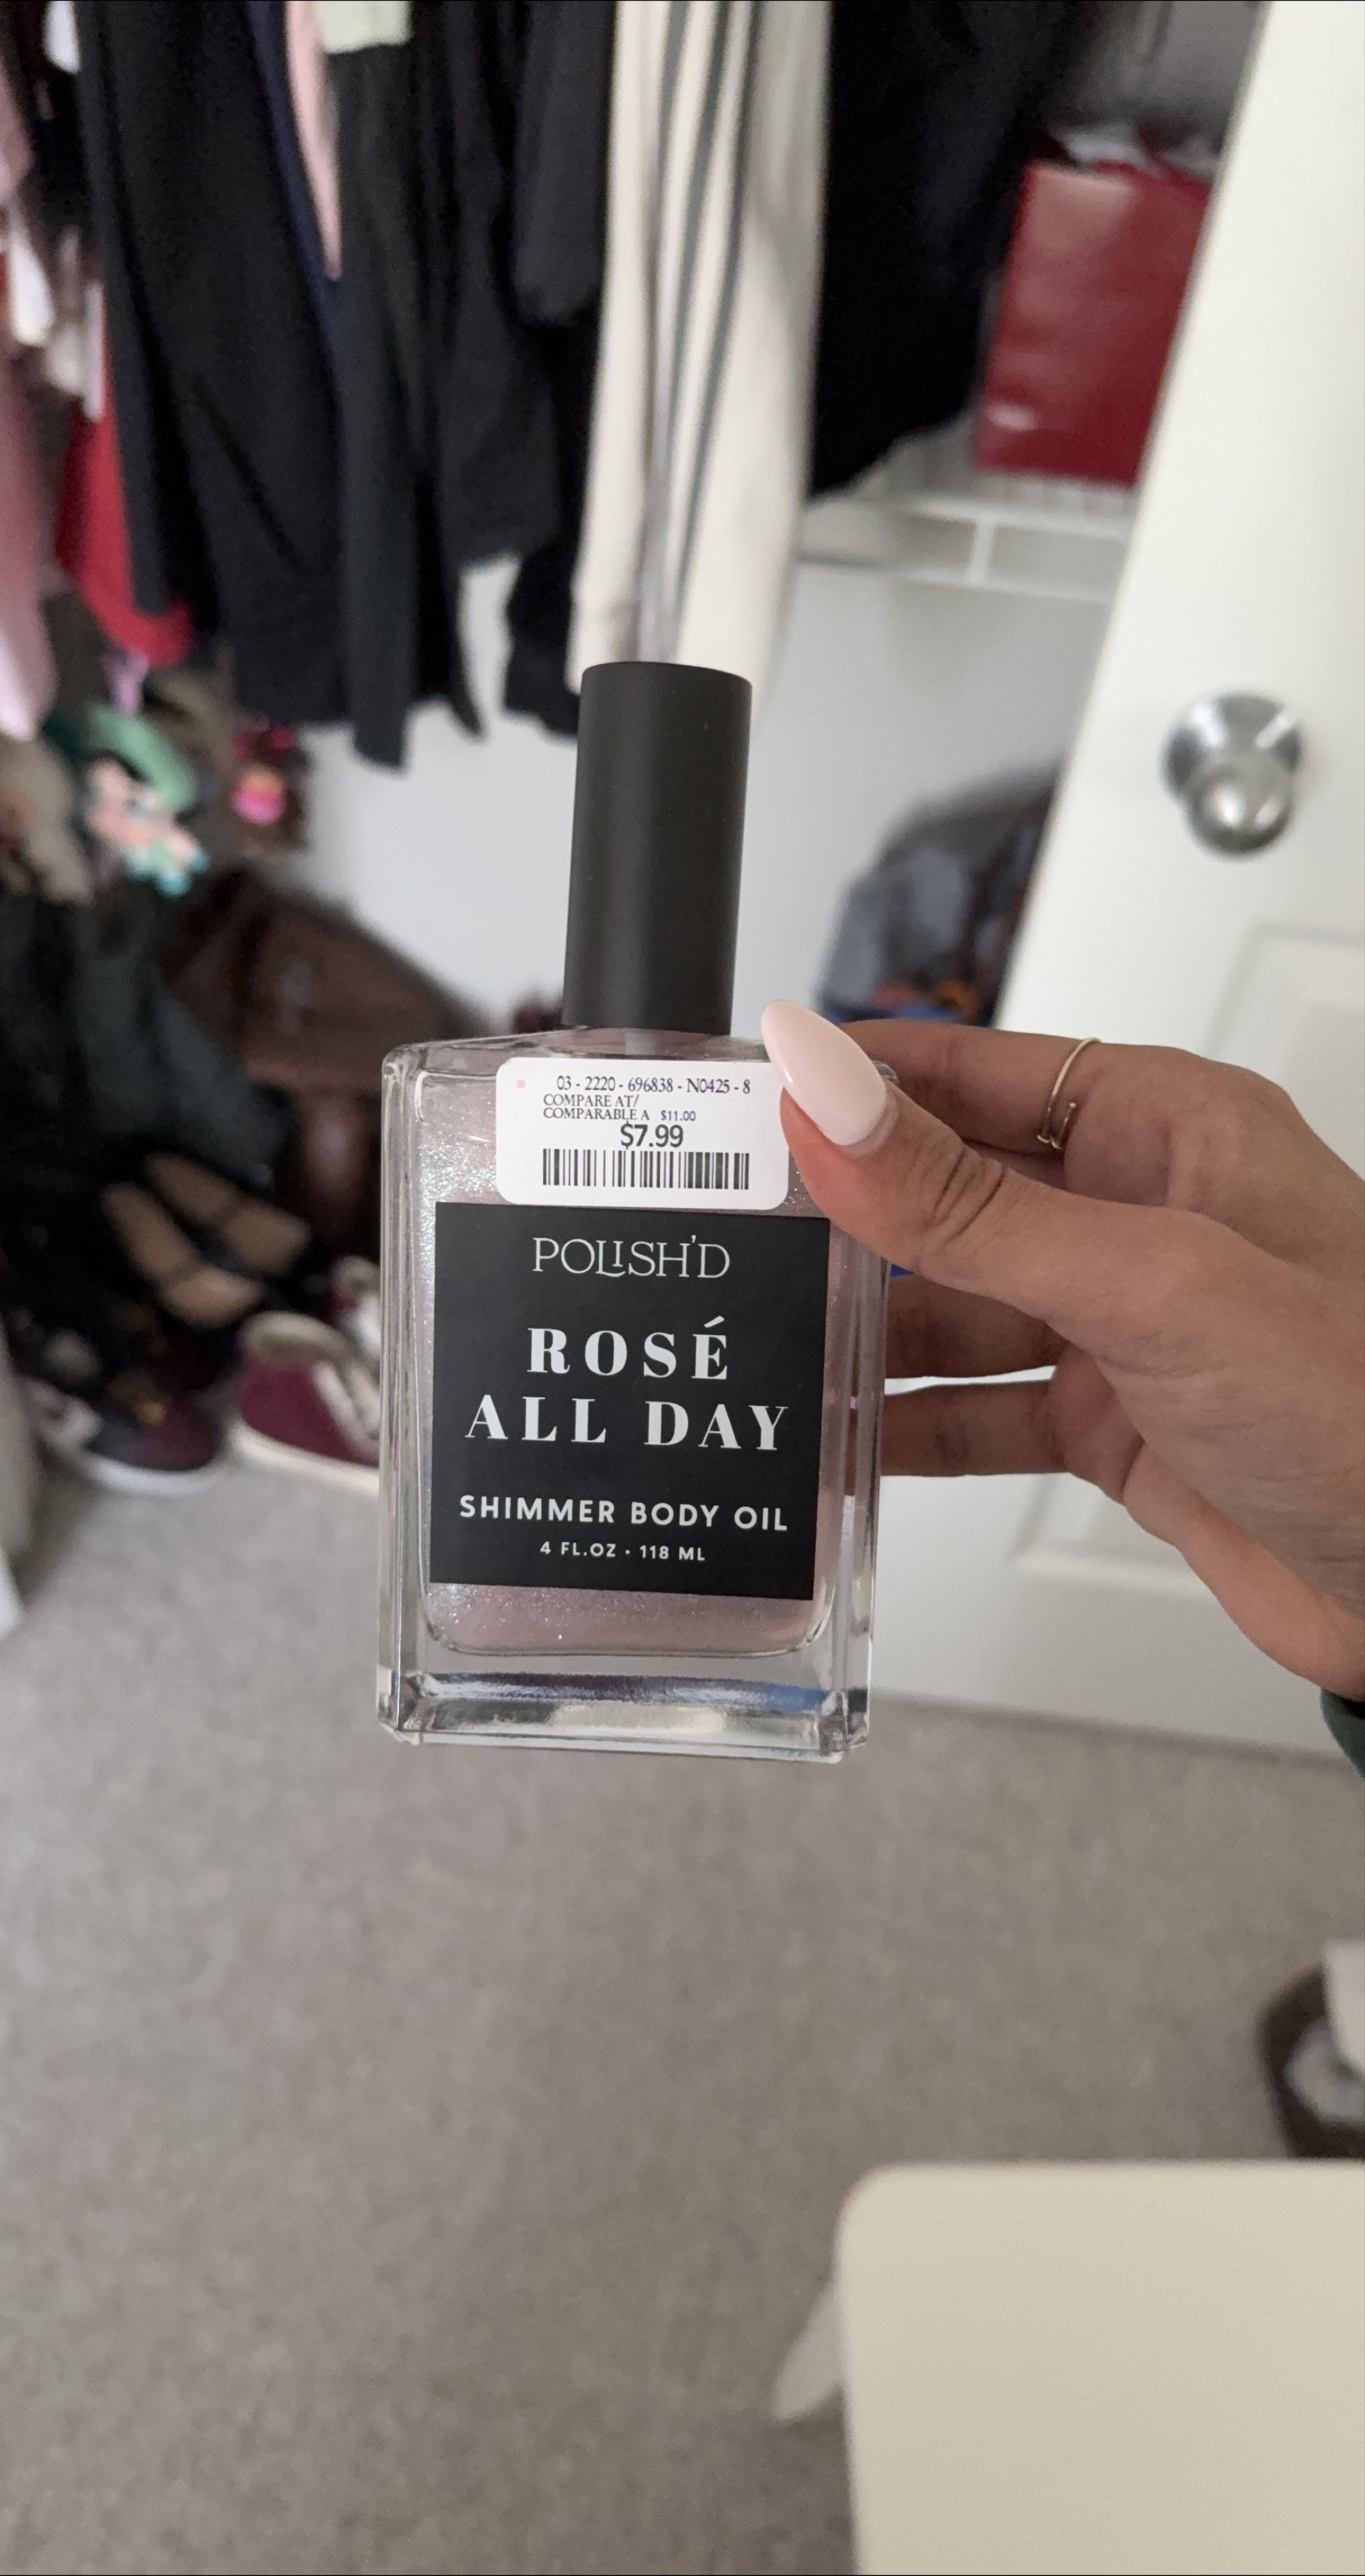 03 - 2220 - 696838 - N0425 - 8
COMPARE AT/
COMPARABLE A $11.00
$7.99
POLISH'D
ROSÉ
ALL DAY
SHIMMER BODY OIL
4 FL.OZ · 118 ML